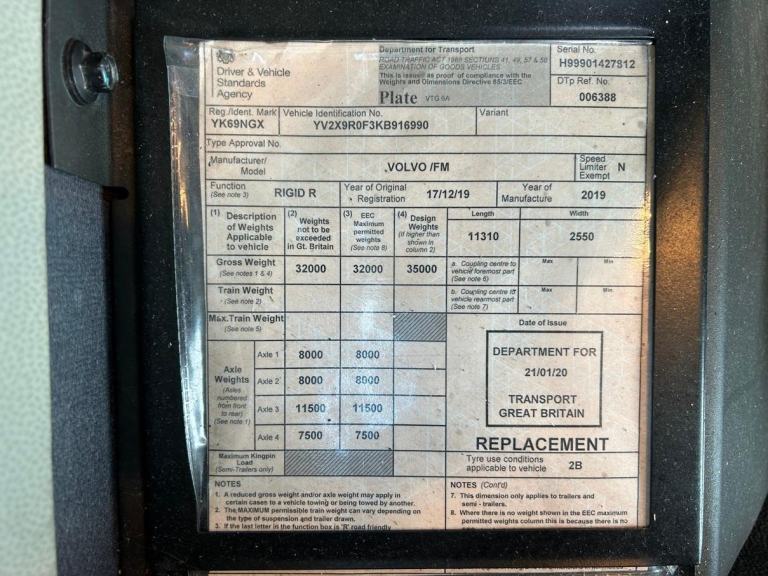 Driver & Vehicle
Standards
Agency
Department for Transport
ROAD TRAFFIC ACT 1988 SECTIONS 41, 49, 57 & 58
EXAMINATION OF GOODS VEHICLES
This is issued as proof of compliance with the
Weights and Dimensions Directive 85/3/EEC
Plate VTG 6A
Serial No.
H99901427812
DTp Ref. No.
006388
Reg./Ident. Mark
YK69NGX
Vehicle Identification No.
YV2X9R0F3KB916990
Variant
Type Approval No.
Manufacturer/
Model
VOLVO /FM
Speed
Limiter N
Exempt
Function
(See note 3)
RIGID R
Year of Original
Registration
17/12/19
Year of
Manufacture
2019
(1) Description
of Weights
Applicable
to vehicle
(2) Weights
not to be
exceeded
in Gt. Britain
(3) EEC
Maximum
permitted
weights
(See note 8)
(4) Design
Weights
(if higher than
shown in
column 2)
Length
11310
Width
2550
Gross Weight
(See notes 1 & 4)
32000
32000
35000
a. Coupling centre to
vehicle foremost part
(See note 6)
Max
Min
Train Weight
(See note 2)
b. Coupling centre to
vehicle rearmost part
(See note 7)
Max
Min
Max.Train Weight
(See note 5)
Axle
Weights
(Axles
numbered
from front
to rear)
(See note 1)
Axle 1 8000 8000
Axle 2 8000 8000
Axle 3 11500 11500
Axle 4 7500 7500
Date of issue
DEPARTMENT FOR
21/01/20
TRANSPORT
GREAT BRITAIN
REPLACEMENT
Maximum Kingpin
Load
(Semi-Trailers only)
Tyre use conditions
applicable to vehicle 2B
NOTES
1. A reduced gross weight and/or axle weight may apply in
certain cases to a vehicle towing or being towed by another.
2. The MAXIMUM permissible train weight can vary depending on
the type of suspension and trailer drawn.
3. If the last letter in the function box is 'R' road friendly
NOTES (Cont'd)
7. This dimension only applies to trailers and
semi - trailers.
8. Where there is no weight shown in the EEC maximum
permitted weights column this is because there is no